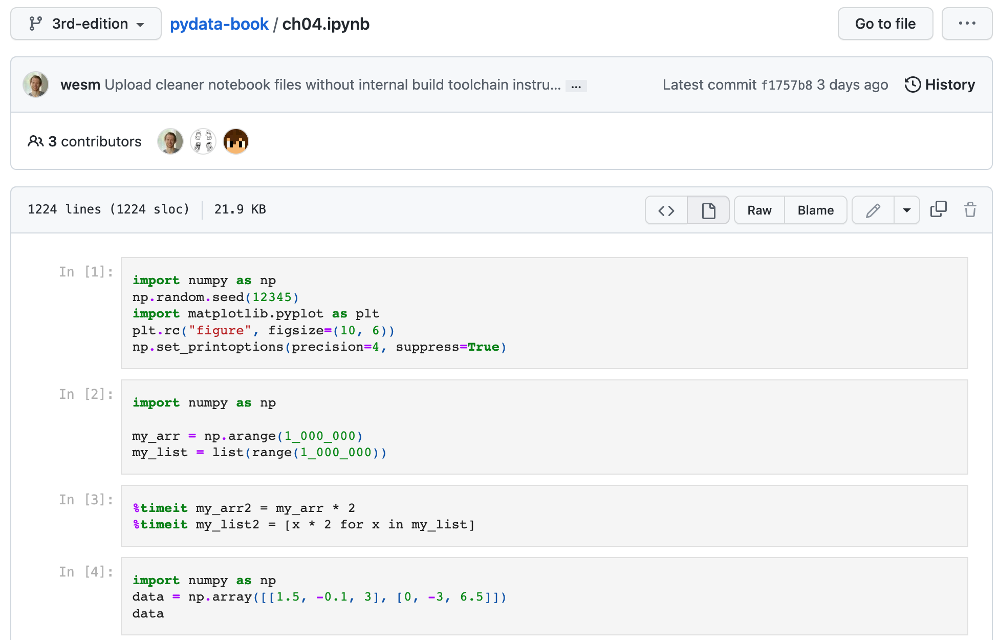 3rd-edition
pydata-book / ch04.ipynb
Go to file
...
wesm Upload cleaner notebook files without internal build toolchain instru... ...
Latest commit f1757b8 3 days ago
History
3 contributors
1224 lines (1224 sloc)
21.9 KB
<>
Raw
Blame
In [1]:
import numpy as np
np.random.seed(12345)
import matplotlib.pyplot as plt
plt.rc("figure", figsize=(10, 6))
np.set_printoptions(precision=4, suppress=True)
In [2]:
import numpy as np
my_arr = np.arange(1_000_000)
my_list = list(range(1_000_000))
In [3]:
%timeit my_arr2 = my_arr * 2
%timeit my_list2 = [x * 2 for x in my_list]
In [4]:
import numpy as np
data = np.array([[1.5, -0.1, 3], [0, -3, 6.5]])
data